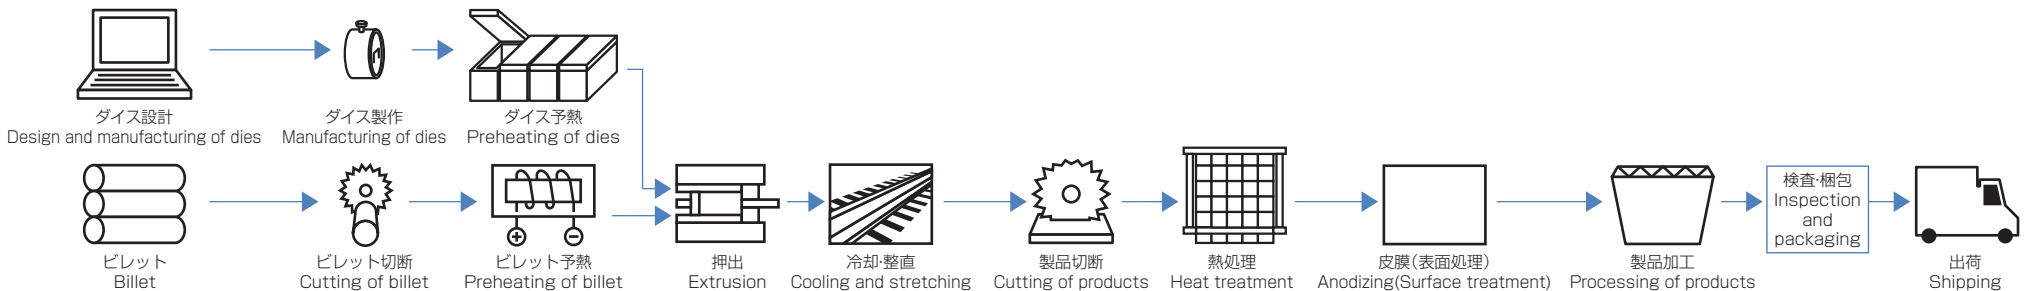 ダイス設計
Design and manufacturing of dies
ダイス製作
Manufacturing of dies
ダイス予熱
Preheating of dies
ビレット
Billet
ビレット切断
Cutting of billet
ビレット予熱
Preheating of billet
押出
Extrusion
冷却・整直
Cooling and stretching
製品切断
Cutting of products
熱処理
Heat treatment
皮膜(表面処理)
Anodizing(Surface treatment)
製品加工
Processing of products
検査・梱包
Inspection
and
packaging
出荷
Shipping